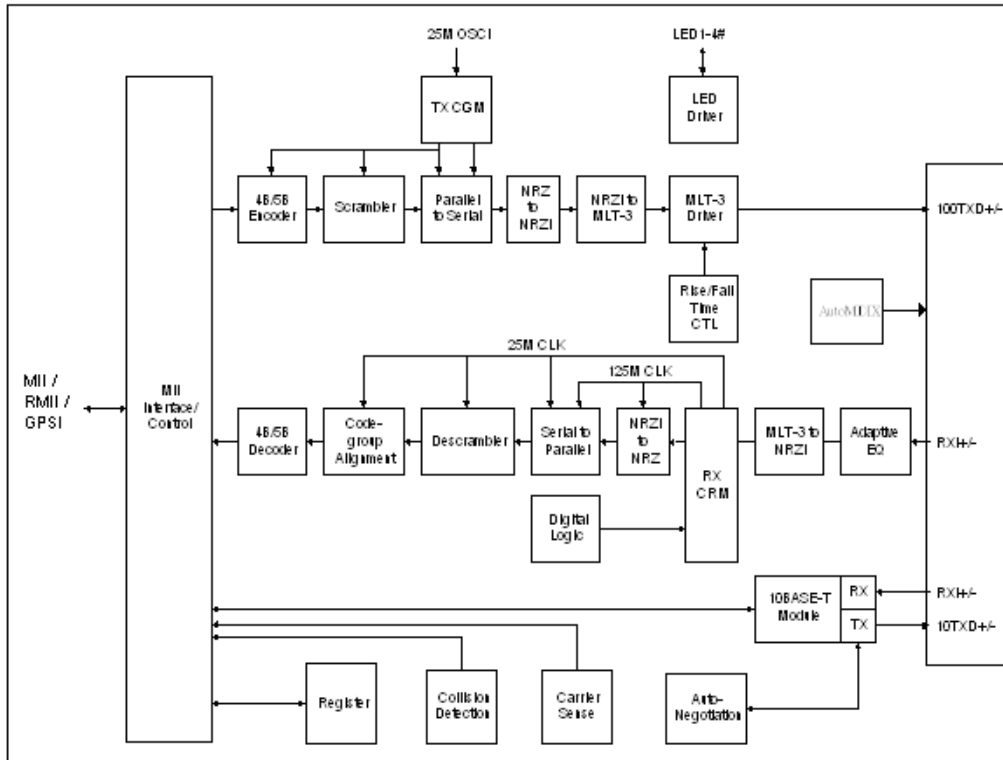 25M OSCI
LED1-4#
TX CGM
LED
Driver
4B/5B
Encoder
Scrambler
Parallel
to Serial
NRZ
to
NRZI
NRZI to
MLT-3
MLT-3
Driver
100TXD+/-
Rise/Fall
Time
CTL
AutoMDIX
25M CLK
125M CLK
MII /
RMII /
GPSI
MII
Interface/
Control
4B/5B
Decoder
Code-
group
Alignment
Descrambler
Serial to
Parallel
NRZI
to
NRZ
RX
CRM
MLT-3 to
NRZI
Adaptive
EQ
RXI+/-
Digital
Logic
10BASE-T
Module
RX
TX
RXI+/-
10TXD+/-
Register
Collision
Detection
Carrier
Sense
Auto-
Negotiation